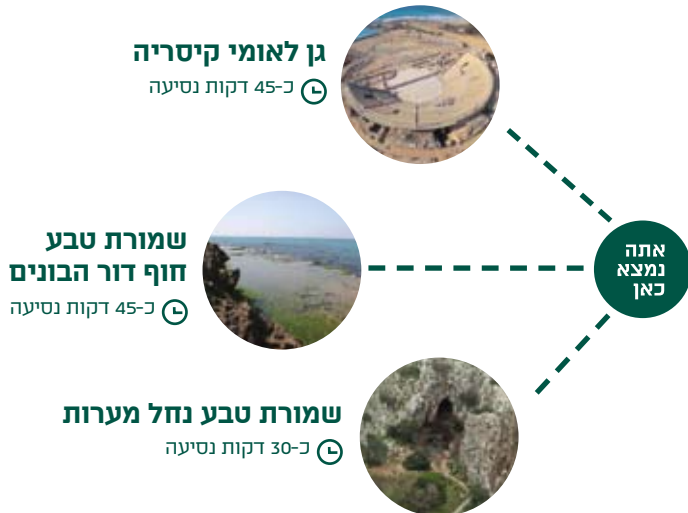 גן לאומי קיסריה
כ-45 דקות נסיעה
אתה
נמצא
כאן
שמורת טבע
חוף דור הבונים
כ-45 דקות נסיעה
שמורת טבע נחל מערות
כ-30 דקות נסיעה